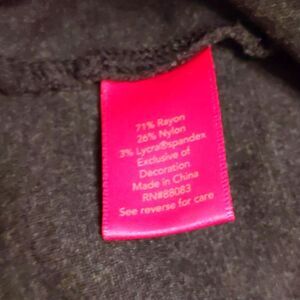 71% Rayon
26% Nylon
3% Lycra®spandex
Exclusive of
Decoration
Made in China
RN#88083
See reverse for care